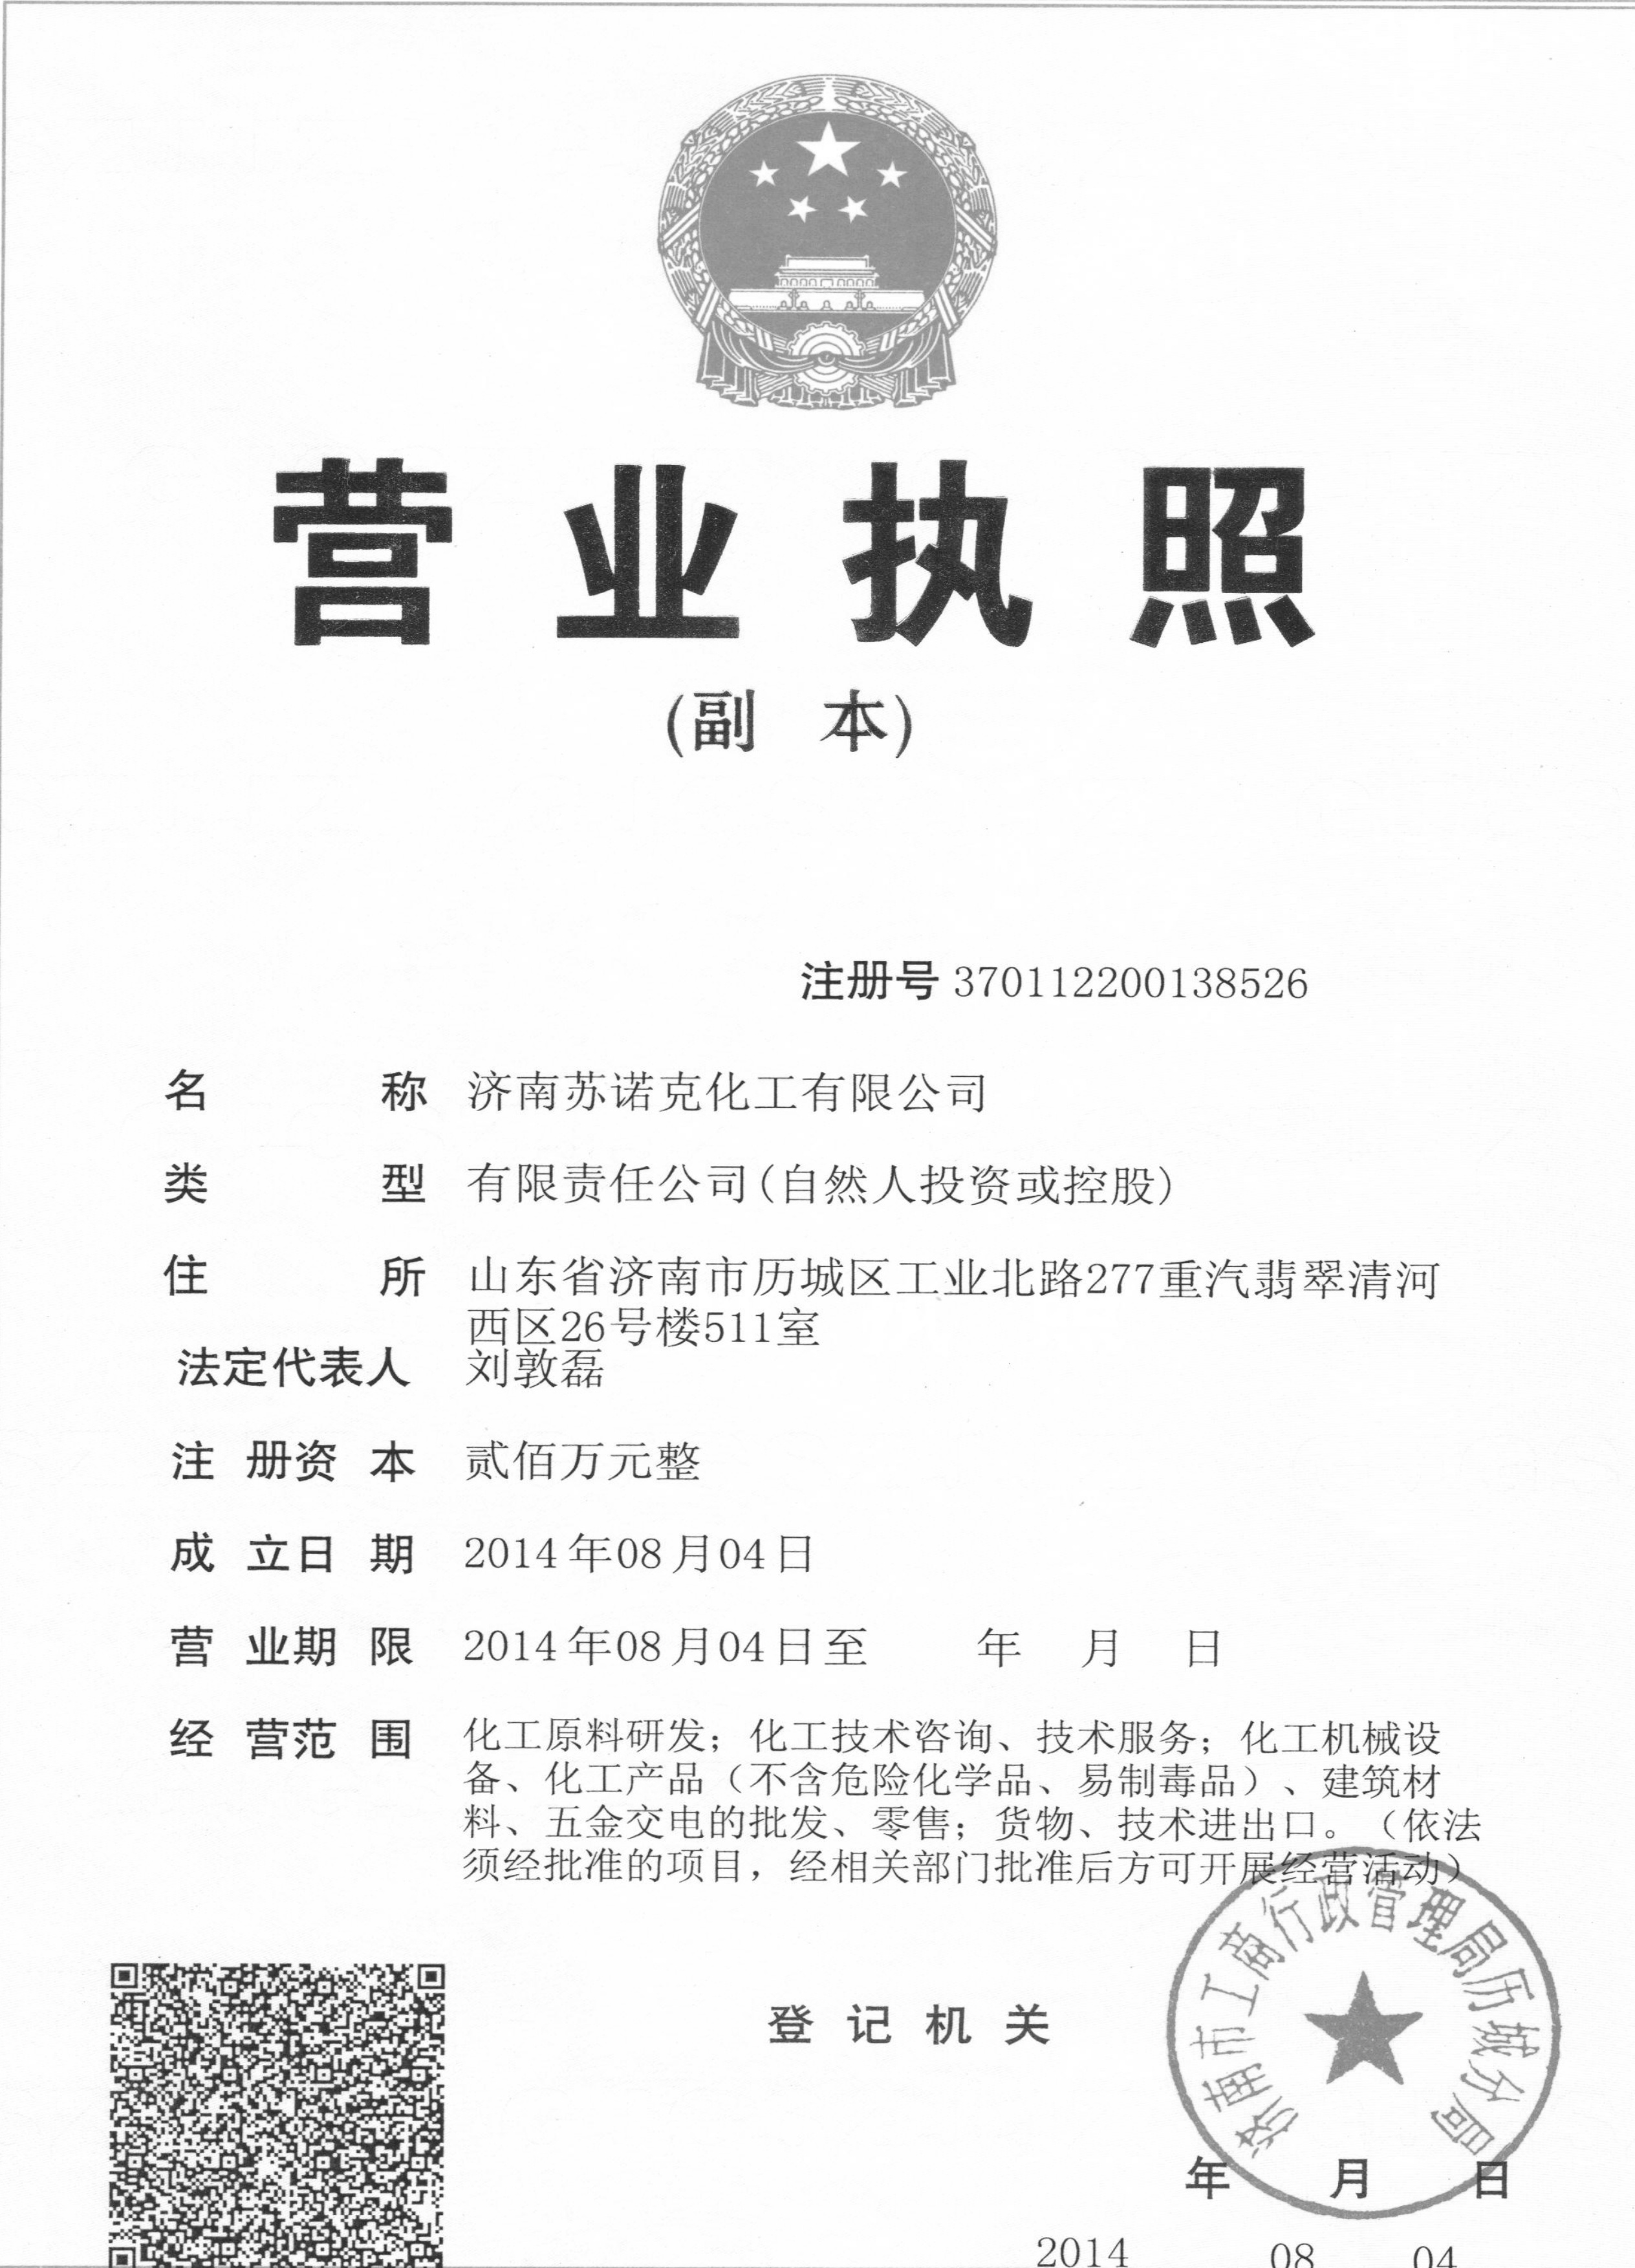 营业执照
(副 本)
注册号 370112200138526
名 称 济南苏诺克化工有限公司
类 型 有限责任公司(自然人投资或控股)
住 所 山东省济南市历城区工业北路277重汽翡翠清河
西区26号楼511室
法定代表人 刘敦磊
注册资本 贰佰万元整
成立日期 2014年08月04日
营业期限 2014年08月04日至 年 月 日
经营范围 化工原料研发；化工技术咨询、技术服务；化工机械设
备、化工产品（不含危险化学品、易制毒品）、建筑材
料、五金交电的批发、零售；货物、技术进出口。（依法
须经批准的项目，经相关部门批准后方可开展经营活动）
登记机关
济南市工商行政管理局历城分局
年 月 日
2014 08 04